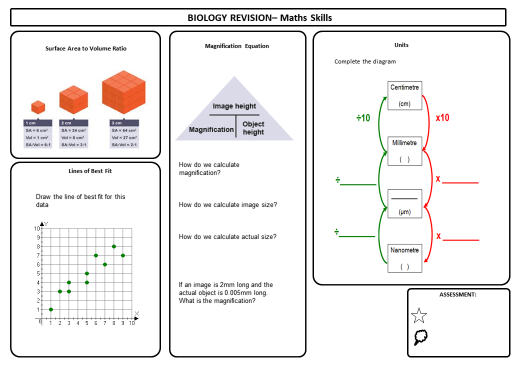 BIOLOGY REVISION– Maths Skills
Surface Area to Volume Ratio
1 cm
SA = 6 cm²
Vol = 1 cm³
SA:Vol = 6:1
2 cm
SA = 24 cm²
Vol = 8 cm³
SA:Vol = 3:1
3 cm
SA = 54 cm²
Vol = 27 cm³
SA:Vol = 2:1
Lines of Best Fit
Draw the line of best fit for this
data
Y
10
9
8
7
6
5
4
3
2
1
0
1 2 3 4 5 6 7 8 9 10
X
Magnification Equation
Image height
Magnification
Object
height
How do we calculate
magnification?
How do we calculate image size?
How do we calculate actual size?
If an image is 2mm long and the
actual object is 0.005mm long.
What is the magnification?
Units
Complete the diagram
Centimetre
(cm)
÷10
x10
Millimetre
( )
÷______
x ______
______
(μm)
÷______
x ______
Nanometre
( )
ASSESSMENT: